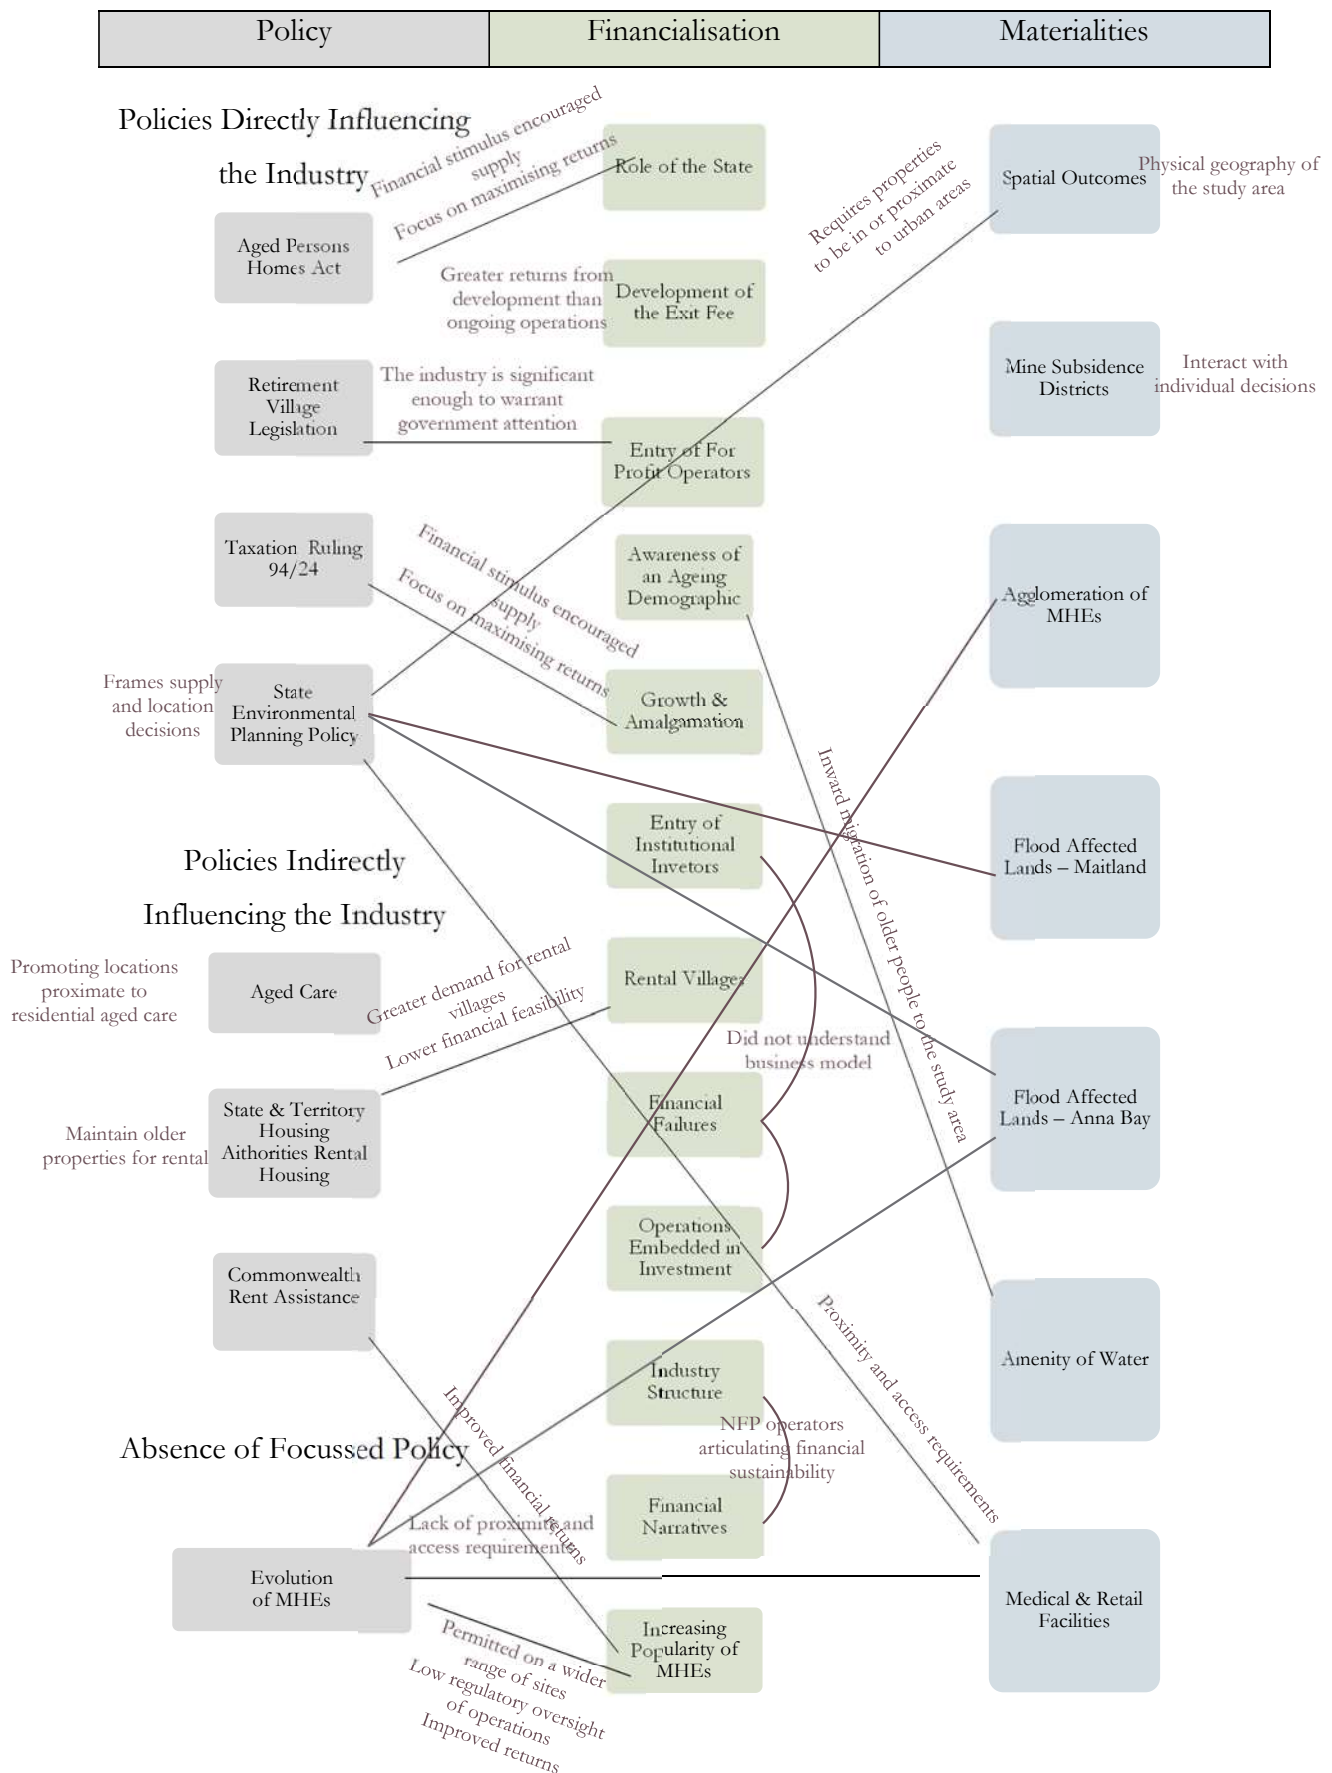 Policy
Financialisation
Materialities
Policies Directly Influencing
the Industry
Aged Persons
Homes Act
Retirement
Village
Legislation
Taxation Ruling
94/24
Frames supply
and location
decisions
State
Environmental
Planning Policy
Policies Indirectly
Influencing the Industry
Promoting locations
proximate to
residential aged care
Aged Care
Maintain older
properties for rental
State & Territory
Housing
Aithorities Rental
Housing
Commonwealth
Rent Assistance
Absence of Focussed Policy
Evolution
of MHEs
Financial stimulus encouraged
supply
Focus on maximising returns
Greater returns from
development than
ongoing operations
The industry is significant
enough to warrant
government attention
Financial stimulus encouraged
supply
Focus on maximising returns
Greater demand for rental
villages
Lower financial feasibility
Improved financial returns
Lack of proximity and
access requirements
Permitted on a wider
range of sites
Low regulatory oversight
of operations
Improved returns
Role of the State
Development of
the Exit Fee
Entry of For
Profit Operators
Awareness of
an Ageing
Demographic
Growth &
Amalgamation
Entry of
Institutional
Invetors
Rental Villages
Financial
Failures
Operations
Embedded in
Investment
Industry
Structure
Financial
Narratives
Increasing
Popularity of
MHEs
Requires properties
to be in or proximate
to urban areas
Inward migration of older people to the study area
Did not understand
business model
NFP operators
articulating financial
sustainability
Proximity and access requirements
Spatial Outcomes
Physical geography of
the study area
Mine Subsidence
Districts
Interact with
individual decisions
Agglomeration of
MHEs
Flood Affected
Lands – Maitland
Flood Affected
Lands – Anna Bay
Amenity of Water
Medical & Retail
Facilities